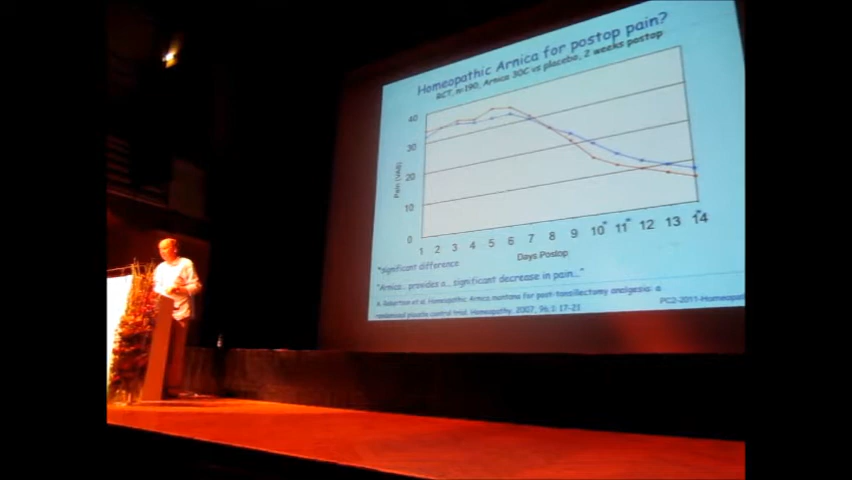 Homeopathic Arnica for postop pain?
RCT, n=190, Arnica 30C vs placebo, 2 weeks postop
40
30
20
10
0
Pain (VAS)
1 2 3 4 5 6 7 8 9 10* 11* 12 13 14*
Days Postop
*significant difference
"Arnica… provides a… significant decrease in pain…"
A. Robertson et al. Homeopathic Arnica montana for post-tonsillectomy analgesia: a
randomised placebo control trial. Homeopathy. 2007, 96,1: 17-21
PC2-2011-Homeopath